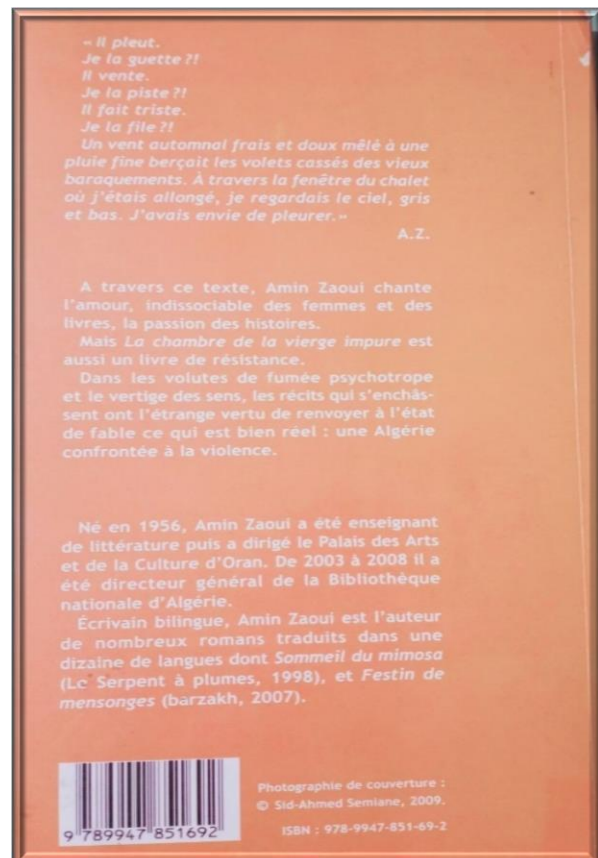 « Il pleut.
Je la guette ?!
Il vente.
Je la piste ?!
Il fait triste.
Je la file ?!
Un vent automnal frais et doux mêlé à une
pluie fine berçait les volets cassés des vieux
baraquements. À travers la fenêtre du chalet
où j'étais allongé, je regardais le ciel, gris
et bas. J'avais envie de pleurer. »
A.Z.
A travers ce texte, Amin Zaoui chante
l'amour, indissociable des femmes et des
livres, la passion des histoires.
Mais La chambre de la vierge impure est
aussi un livre de résistance.
Dans les volutes de fumée psychotrope
et le vertige des sens, les récits qui s'enchâs-
sent ont l'étrange vertu de renvoyer à l'état
de fable ce qui est bien réel : une Algérie
confrontée à la violence.
Né en 1956, Amin Zaoui a été enseignant
de littérature puis a dirigé le Palais des Arts
et de la Culture d'Oran. De 2003 à 2008 il a
été directeur général de la Bibliothèque
nationale d'Algérie.
Écrivain bilingue, Amin Zaoui est l'auteur
de nombreux romans traduits dans une
dizaine de langues dont Sommeil du mimosa
(Le Serpent à plumes, 1998), et Festin de
mensonges (barzakh, 2007).
Photographie de couverture :
© Sid-Ahmed Semiane, 2009.
ISBN : 978-9947-851-69-2
9 789947 851692